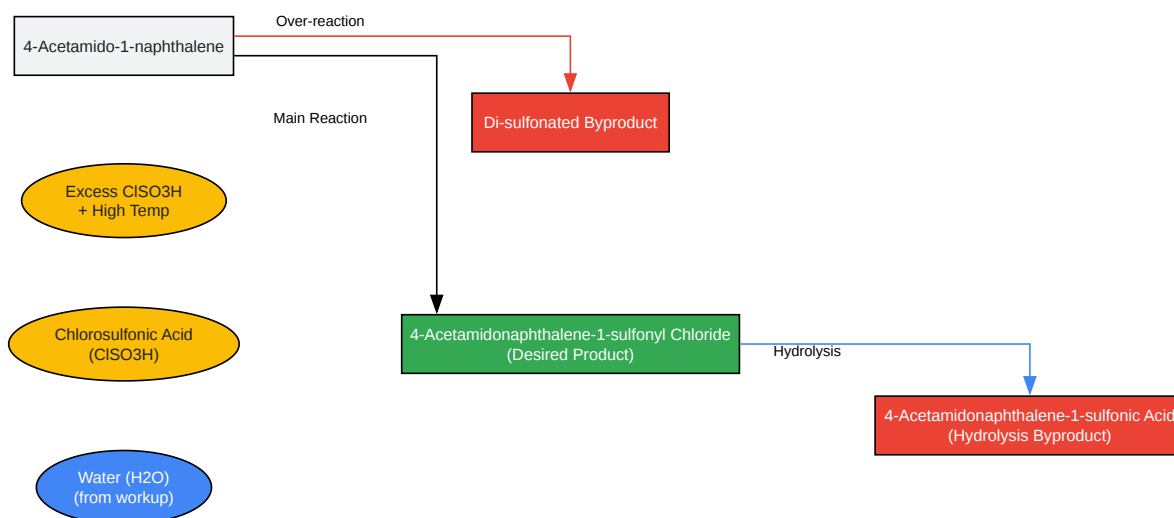 Over-reaction
4-Acetamido-1-naphthalene
Di-sulfonated Byproduct
Main Reaction
Excess ClSO3H
+ High Temp
Chlorosulfonic Acid
(ClSO3H)
4-Acetamidonaphthalene-1-sulfonyl Chloride
(Desired Product)
Hydrolysis
4-Acetamidonaphthalene-1-sulfonic Acid
(Hydrolysis Byproduct)
Water (H2O)
(from workup)